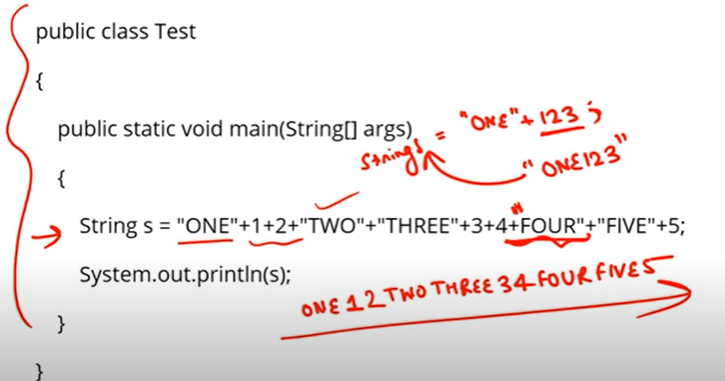 public class Test
{
public static void main(String[] args)
Strings = "ONE"+123;
"ONE123"
{
String s = "ONE"+1+2+"TWO"+"THREE"+3+4+"FOUR"+"FIVE"+5;
System.out.println(s);
ONE12TWOTHREE34FOURFIVE5
}
}